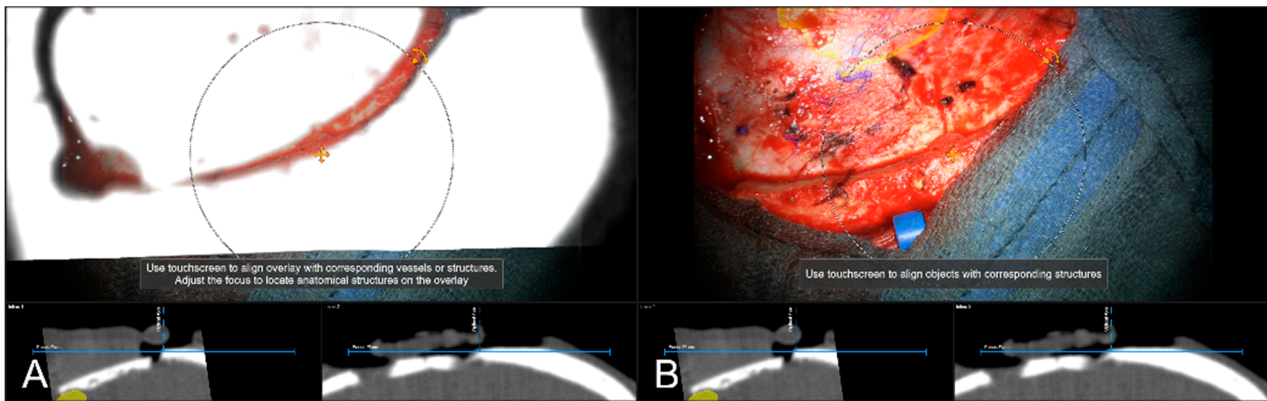 Use touchscreen to align overlay with corresponding vessels or structures.
Adjust the focus to locate anatomical structures on the overlay
Use touchscreen to align objects with corresponding structures
A
B